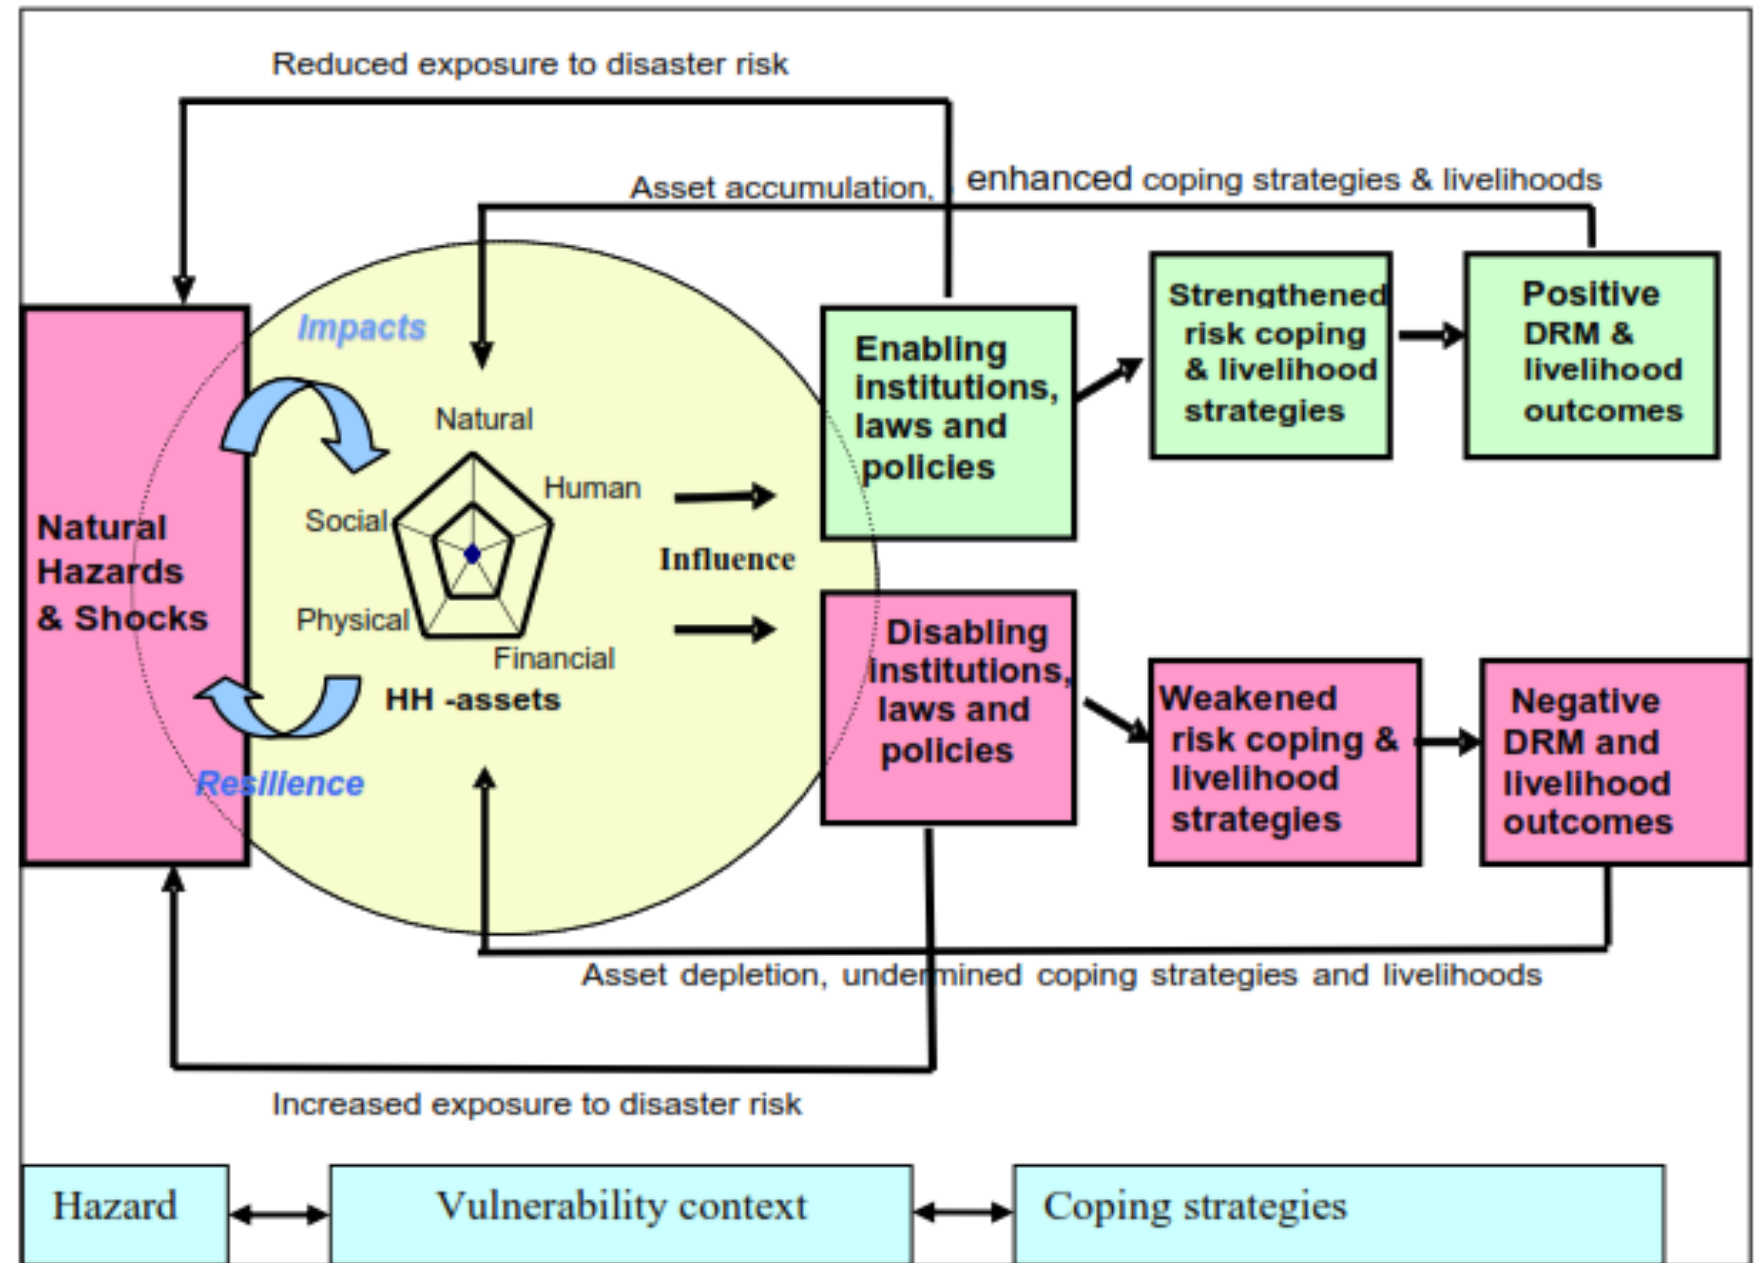 Reduced exposure to disaster risk
Asset accumulation, enhanced coping strategies & livelihoods
Impacts
Natural
Human
Social
Physical
Financial
HH -assets
Resilience
Natural
Hazards
& Shocks
Influence
Enabling
institutions,
laws and
policies
Strengthened
risk coping
& livelihood
strategies
Positive
DRM &
livelihood
outcomes
Disabling
institutions,
laws and
policies
Weakened
risk coping &
livelihood
strategies
Negative
DRM and
livelihood
outcomes
Asset depletion, undermined coping strategies and livelihoods
Increased exposure to disaster risk
Hazard
Vulnerability context
Coping strategies